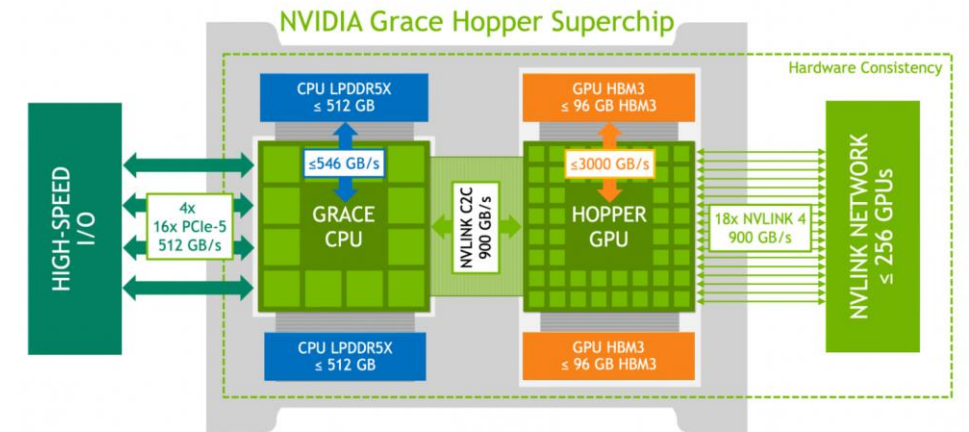 NVIDIA Grace Hopper Superchip
Hardware Consistency
HIGH-SPEED
I/O
4x
16x PCIe-5
512 GB/s
CPU LPDDR5X
≤ 512 GB
≤546 GB/s
GRACE
CPU
CPU LPDDR5X
≤ 512 GB
NVLINK C2C
900 GB/s
GPU HBM3
≤ 96 GB HBM3
≤3000 GB/s
HOPPER
GPU
GPU HBM3
≤ 96 GB HBM3
18x NVLINK 4
900 GB/s
NVLINK NETWORK
≤ 256 GPUs